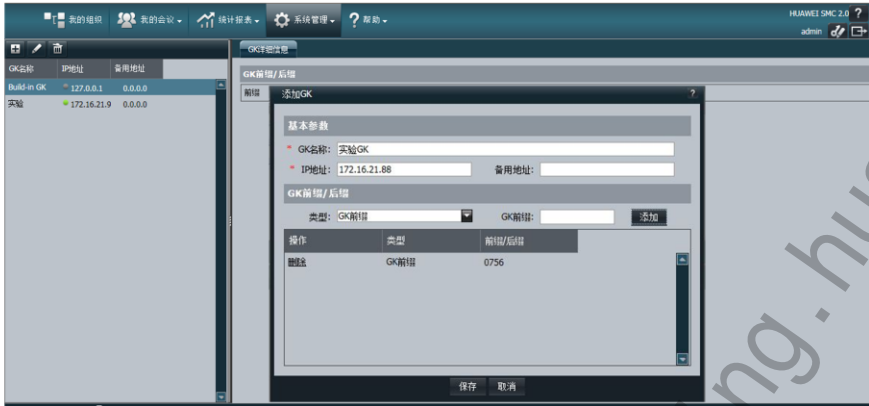 我的组织 我的会议 统计报表 系统管理 ? 帮助 HUAWEI SMC 2.0 ?
admin
GK详细信息
GK名称 IP地址 备用地址 GK前缀/后缀
Build-in GK 127.0.0.1 0.0.0.0 前缀
实验 172.16.21.9 0.0.0.0
添加GK ?
基本参数
* GK名称: 实验GK
* IP地址: 172.16.21.88 备用地址:
GK前缀/后缀
类型: GK前缀 GK前缀: 添加
操作 类型 前缀/后缀
删除 GK前缀 0756
保存 取消
ng.hu